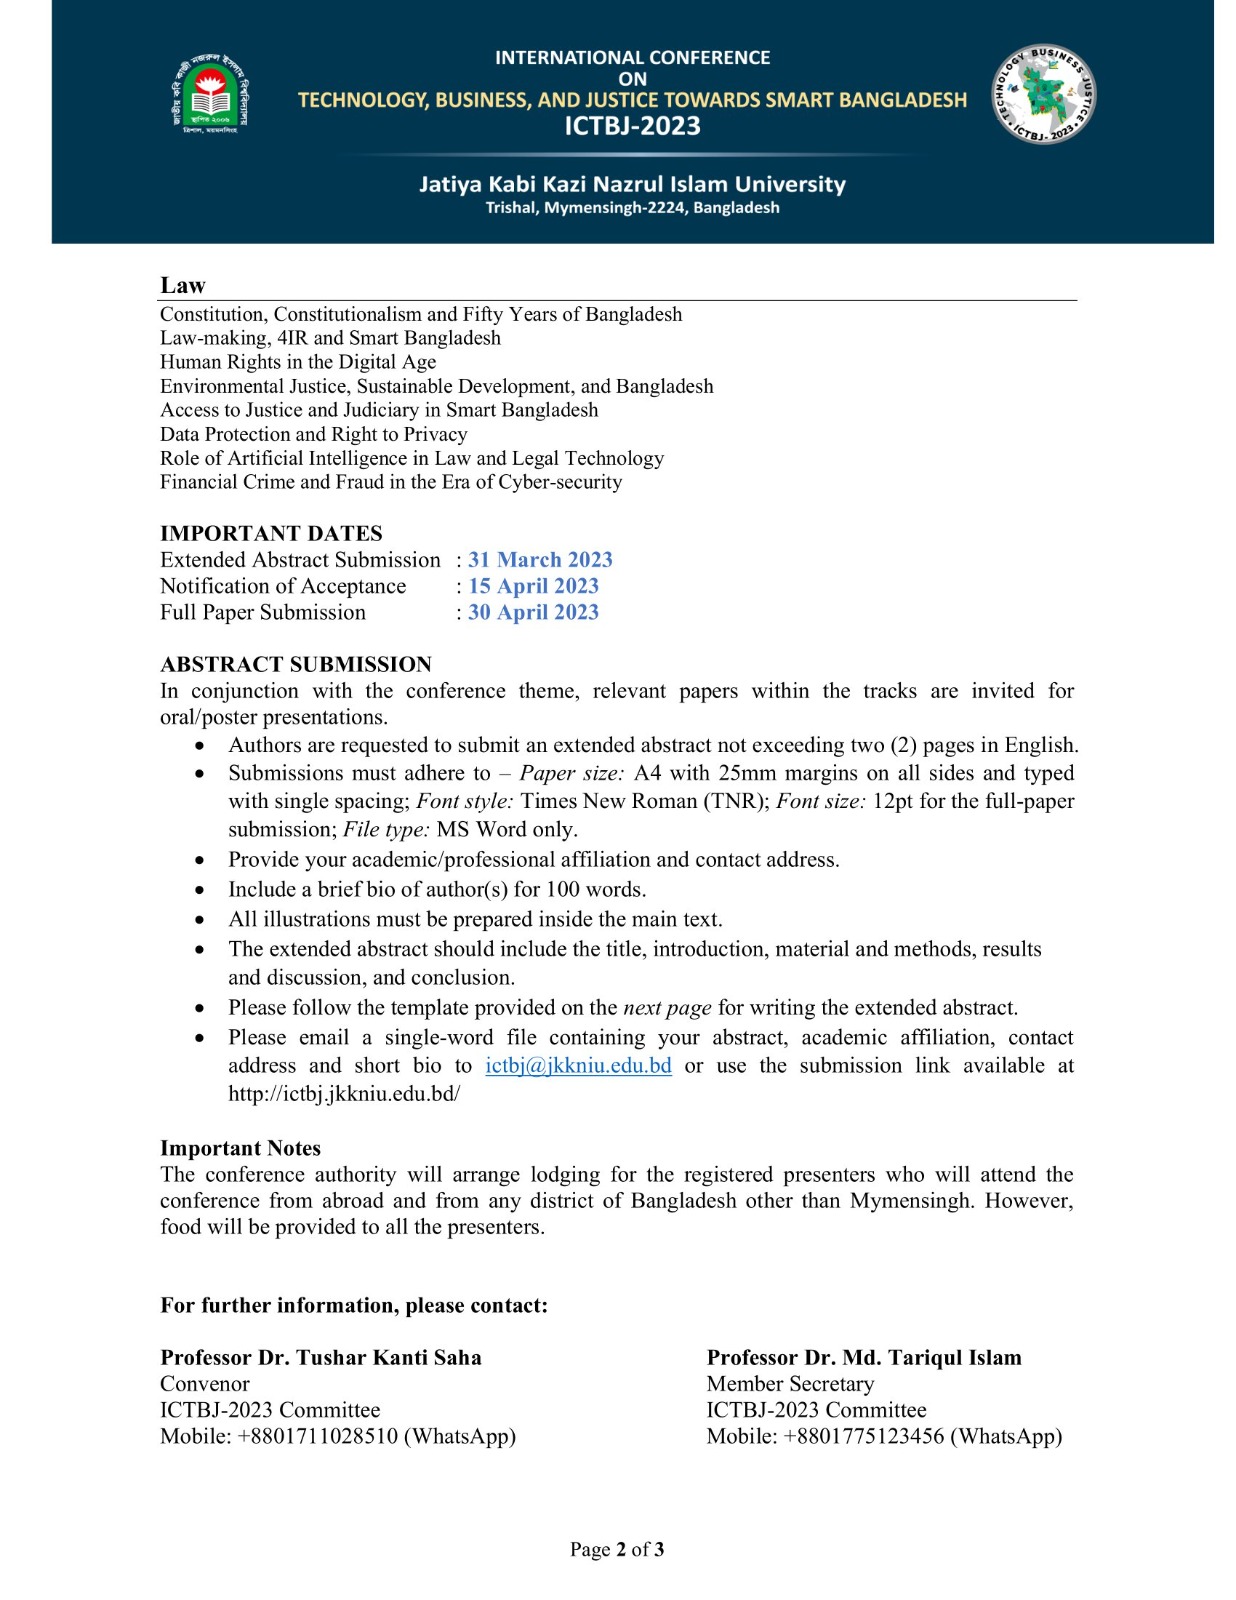 জাতীয় কবি কাজী নজরুল ইসলাম বিশ্ববিদ্যালয়
স্থাপিত ২০০৬
ত্রিশাল, ময়মনসিংহ
INTERNATIONAL CONFERENCE
ON
TECHNOLOGY, BUSINESS, AND JUSTICE TOWARDS SMART BANGLADESH
ICTBJ-2023
TECHNOLOGY BUSINESS JUSTICE
ICTBJ- 2023
Jatiya Kabi Kazi Nazrul Islam University
Trishal, Mymensingh-2224, Bangladesh
Law
Constitution, Constitutionalism and Fifty Years of Bangladesh
Law-making, 4IR and Smart Bangladesh
Human Rights in the Digital Age
Environmental Justice, Sustainable Development, and Bangladesh
Access to Justice and Judiciary in Smart Bangladesh
Data Protection and Right to Privacy
Role of Artificial Intelligence in Law and Legal Technology
Financial Crime and Fraud in the Era of Cyber-security
IMPORTANT DATES
Extended Abstract Submission : 31 March 2023
Notification of Acceptance : 15 April 2023
Full Paper Submission : 30 April 2023
ABSTRACT SUBMISSION
In conjunction with the conference theme, relevant papers within the tracks are invited for
oral/poster presentations.
• Authors are requested to submit an extended abstract not exceeding two (2) pages in English.
• Submissions must adhere to – Paper size: A4 with 25mm margins on all sides and typed
with single spacing; Font style: Times New Roman (TNR); Font size: 12pt for the full-paper
submission; File type: MS Word only.
• Provide your academic/professional affiliation and contact address.
• Include a brief bio of author(s) for 100 words.
• All illustrations must be prepared inside the main text.
• The extended abstract should include the title, introduction, material and methods, results
and discussion, and conclusion.
• Please follow the template provided on the next page for writing the extended abstract.
• Please email a single-word file containing your abstract, academic affiliation, contact
address and short bio to ictbj@jkkniu.edu.bd or use the submission link available at
http://ictbj.jkkniu.edu.bd/
Important Notes
The conference authority will arrange lodging for the registered presenters who will attend the
conference from abroad and from any district of Bangladesh other than Mymensingh. However,
food will be provided to all the presenters.
For further information, please contact:
Professor Dr. Tushar Kanti Saha
Convenor
ICTBJ-2023 Committee
Mobile: +8801711028510 (WhatsApp)
Professor Dr. Md. Tariqul Islam
Member Secretary
ICTBJ-2023 Committee
Mobile: +8801775123456 (WhatsApp)
Page 2 of 3